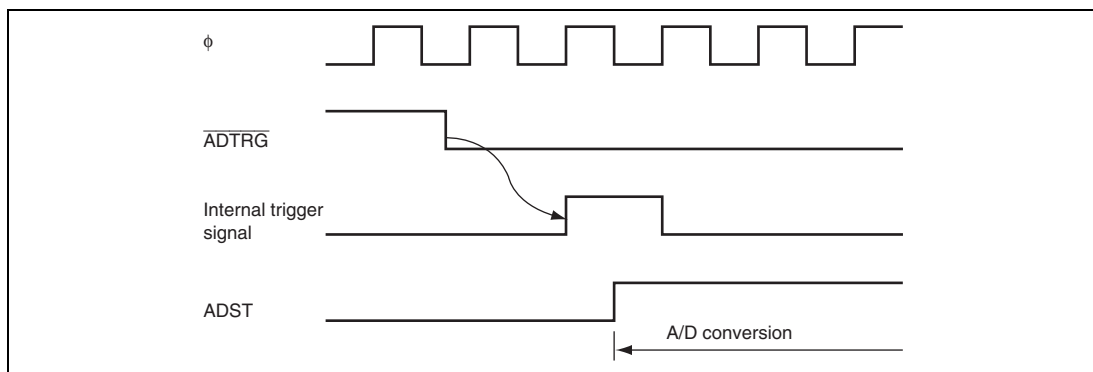 φ
ADTRG
Internal trigger
signal
ADST
A/D conversion